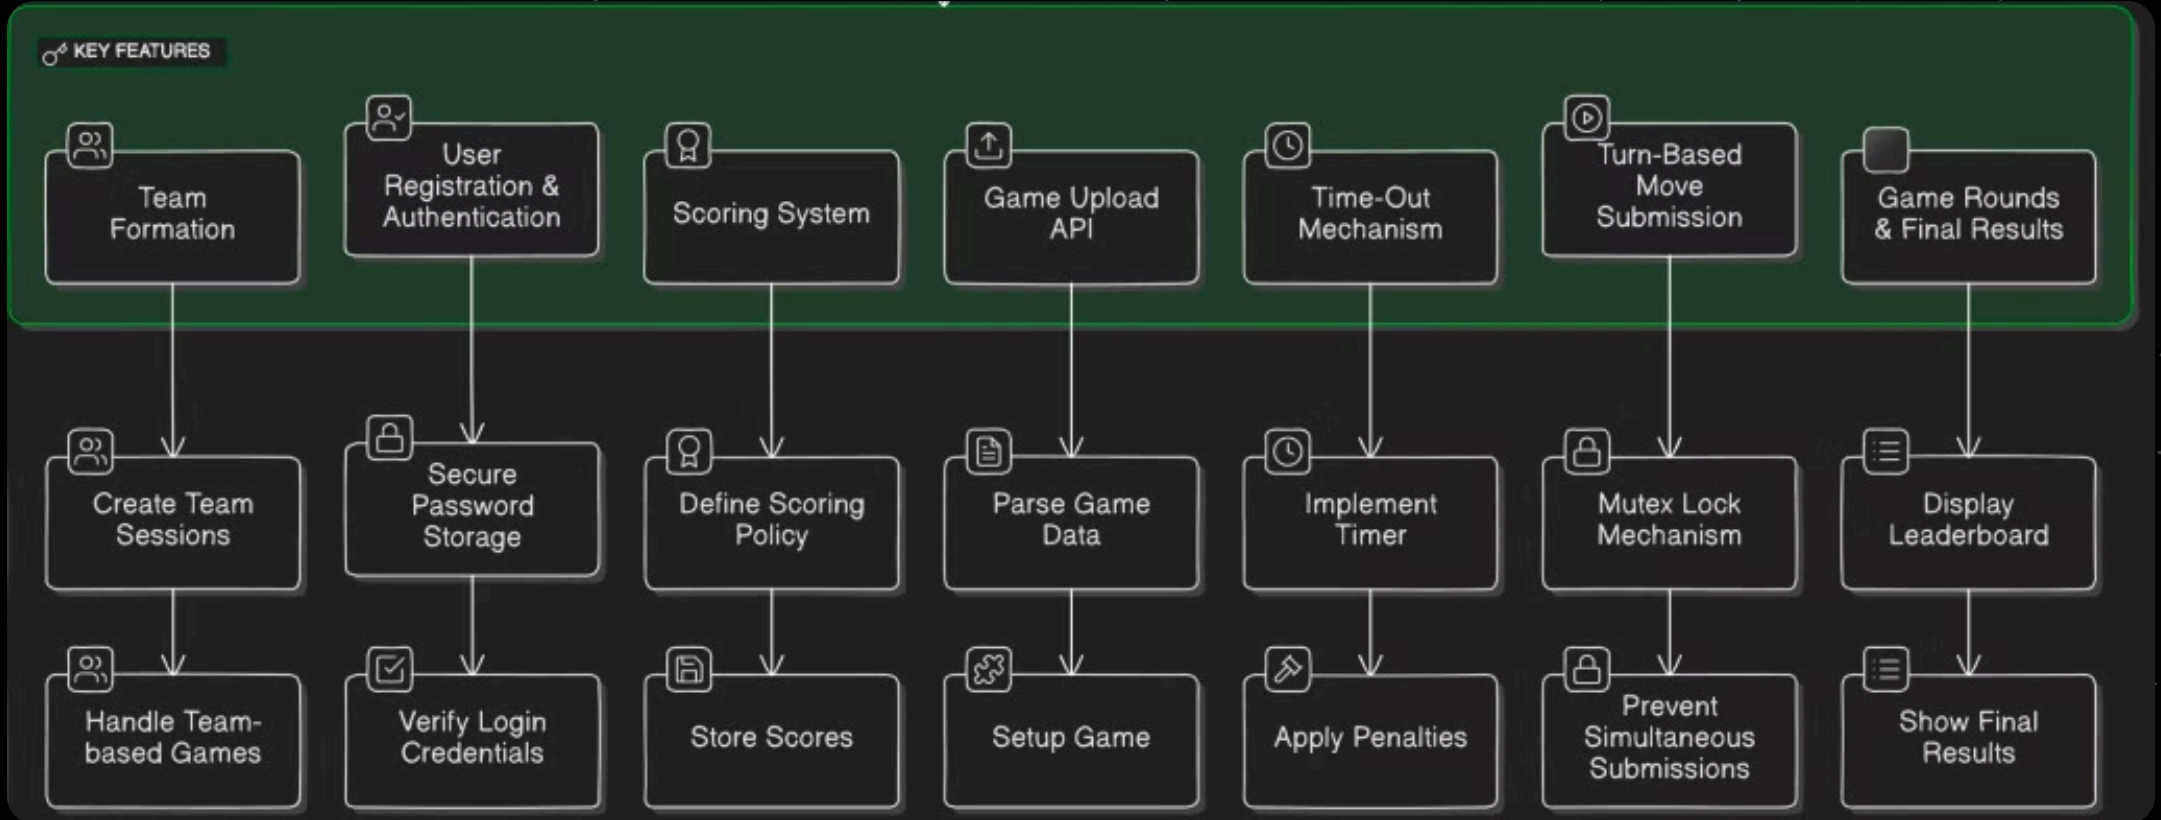 KEY FEATURES
Team
Formation
User
Registration &
Authentication
Scoring System
Game Upload
API
Time-Out
Mechanism
Turn-Based
Move
Submission
Game Rounds
& Final Results
Create Team
Sessions
Secure
Password
Storage
Define Scoring
Policy
Parse Game
Data
Implement
Timer
Mutex Lock
Mechanism
Display
Leaderboard
Handle Team-
based Games
Verify Login
Credentials
Store Scores
Setup Game
Apply Penalties
Prevent
Simultaneous
Submissions
Show Final
Results